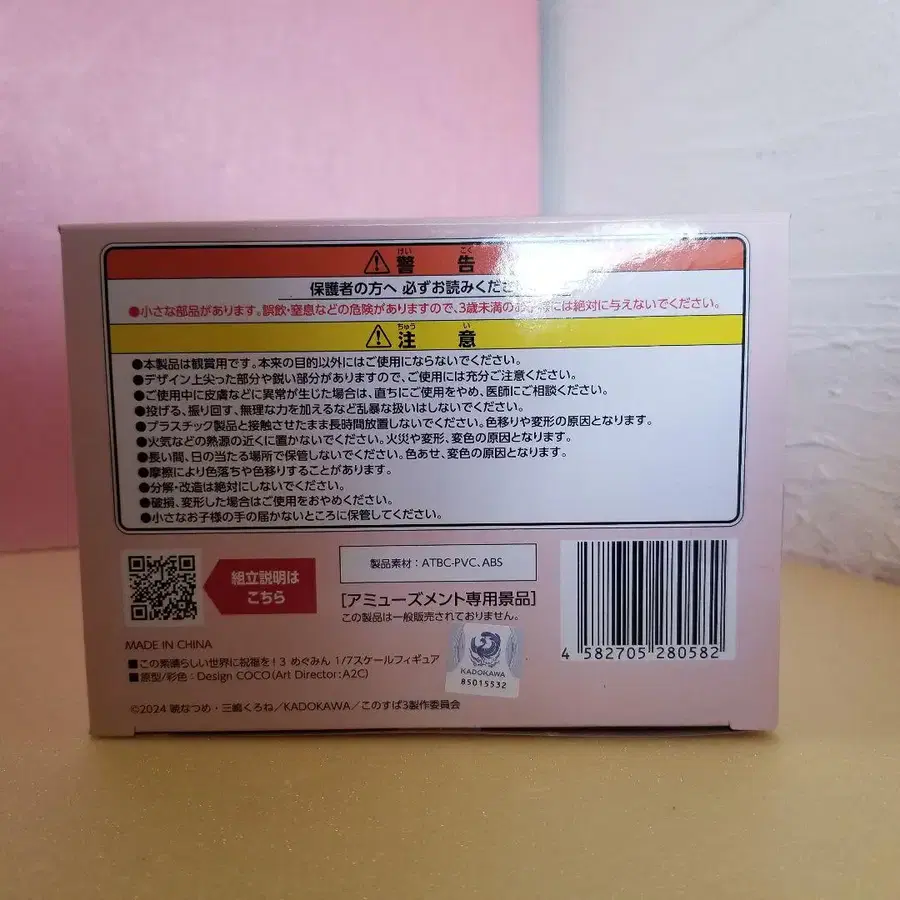 警告
けい こく
保護者の方へ 必ずお読みくださ
●小さな部品があります。誤飲・窒息などの危険がありますので、3歳未満のお子様には絶対に与えないでください。
注意
ちゅう い
●本製品は観賞用です。本来の目的以外にはご使用にならないでください。
●デザイン上尖った部分や鋭い部分がありますので、ご使用には充分ご注意ください。
●ご使用中に皮膚などに異常が生じた場合は、直ちにご使用をやめ、医師にご相談ください。
●投げる、振り回す、無理な力を加えるなど乱暴な扱いはしないでください。
●プラスチック製品と接触させたまま長時間放置しないでください。色移りや変形の原因となります。
●火気などの熱源の近くに置かないでください。火災や変形、変色の原因となります。
●長い間、日の当たる場所で保管しないでください。色あせ、変色の原因となります。
●摩擦により色落ちや色移りすることがあります。
●分解・改造は絶対にしないでください。
●破損、変形した場合はご使用をおやめください。
●小さなお子様の手の届かないところに保管してください。
組立説明は
こちら
製品素材：ATBC-PVC、ABS
[アミューズメント専用景品]
この製品は一般販売されておりません。
4 582705 280582
MADE IN CHINA
■この素晴らしい世界に祝福を！3 めぐみん 1/7スケールフィギュア
■原型/彩色：Design COCO(Art Director:A2C)
KADOKAWA
85015532
©2024 暁なつめ・三嶋くろね／KADOKAWA／このすば3製作委員会